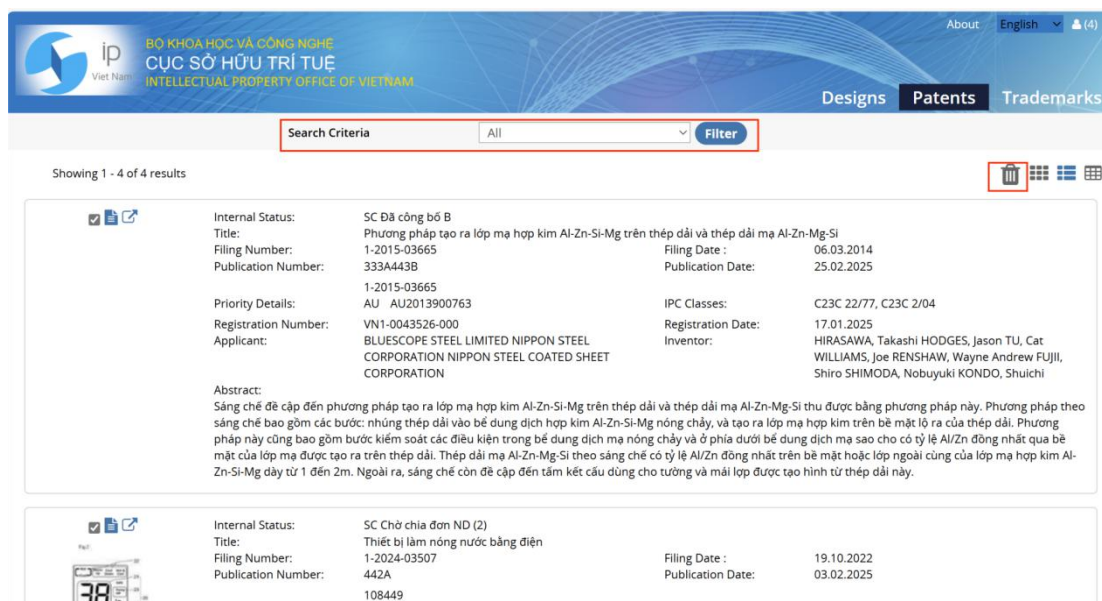 About English (4)
ip
Viet Nam
BỘ KHOA HỌC VÀ CÔNG NGHỆ
CỤC SỞ HỮU TRÍ TUỆ
INTELLECTUAL PROPERTY OFFICE OF VIETNAM
Designs Patents Trademarks
Search Criteria All Filter
Showing 1 - 4 of 4 results
Internal Status: SC Đã công bố B
Title: Phương pháp tạo ra lớp mạ hợp kim Al-Zn-Si-Mg trên thép dải và thép dải mạ Al-Zn-Mg-Si
Filing Number: 1-2015-03665 Filing Date : 06.03.2014
Publication Number: 333A443B Publication Date: 25.02.2025
1-2015-03665
Priority Details: AU AU2013900763 IPC Classes: C23C 22/77, C23C 2/04
Registration Number: VN1-0043526-000 Registration Date: 17.01.2025
Applicant: BLUESCOPE STEEL LIMITED NIPPON STEEL Inventor: HIRASAWA, Takashi HODGES, Jason TU, Cat
CORPORATION NIPPON STEEL COATED SHEET WILLIAMS, Joe RENSHAW, Wayne Andrew FUJII,
CORPORATION Shiro SHIMODA, Nobuyuki KONDO, Shuichi
Abstract:
Sáng chế đề cập đến phương pháp tạo ra lớp mạ hợp kim Al-Zn-Si-Mg trên thép dải và thép dải mạ Al-Zn-Mg-Si thu được bằng phương pháp này. Phương pháp theo
sáng chế bao gồm các bước: nhúng thép dải vào bể dung dịch hợp kim Al-Zn-Si-Mg nóng chảy, và tạo ra lớp mạ hợp kim trên bề mặt lộ ra của thép dải. Phương
pháp này cũng bao gồm bước kiểm soát các điều kiện trong bể dung dịch mạ nóng chảy và ở phía dưới bể dung dịch mạ sao cho có tỷ lệ Al/Zn đồng nhất qua bề
mặt của lớp mạ được tạo ra trên thép dải. Thép dải mạ Al-Zn-Mg-Si theo sáng chế có tỷ lệ Al/Zn đồng nhất trên bề mặt hoặc lớp ngoài cùng của lớp mạ hợp kim Al-
Zn-Si-Mg dày từ 1 đến 2m. Ngoài ra, sáng chế còn đề cập đến tấm kết cấu dùng cho tường và mái lợp được tạo hình từ thép dải này.
Internal Status: SC Chờ chia đơn ND (2)
Title: Thiết bị làm nóng nước bằng điện
Filing Number: 1-2024-03507 Filing Date : 19.10.2022
Publication Number: 442A Publication Date: 03.02.2025
108449
38